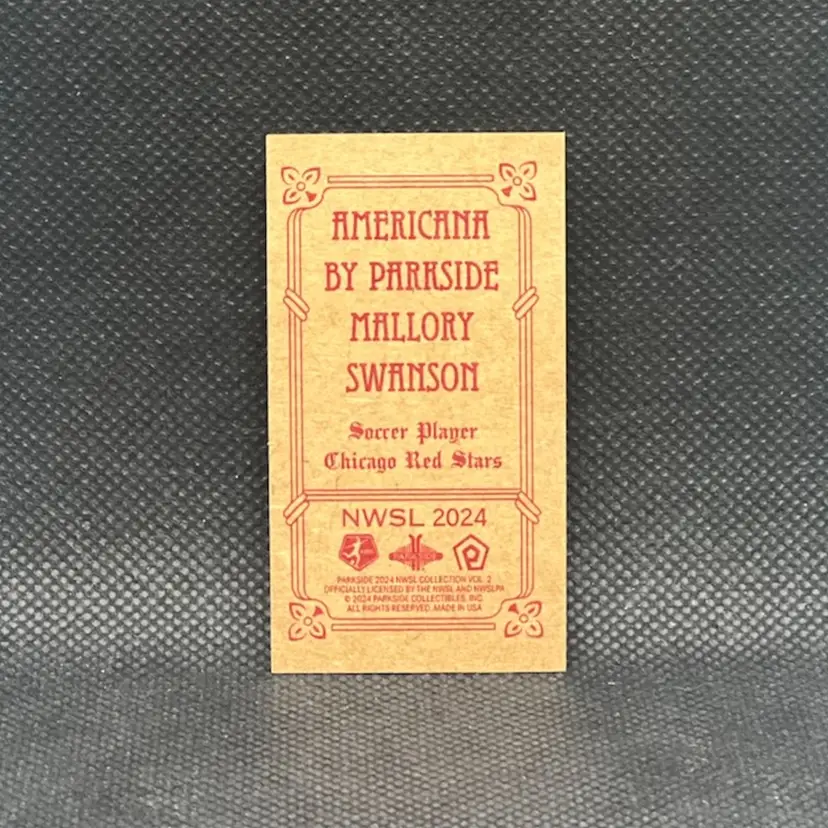 AMERICANA
BY PARKSIDE
MALLORY
SWANSON
Soccer Player
Chicago Red Stars
NWSL 2024
PARKSIDE
PARKSIDE 2024 NWSL COLLECTION VOL. 2
OFFICIALLY LICENSED BY THE NWSL AND NWSLPA
© 2024 PARKSIDE COLLECTIBLES, INC.
ALL RIGHTS RESERVED. MADE IN USA